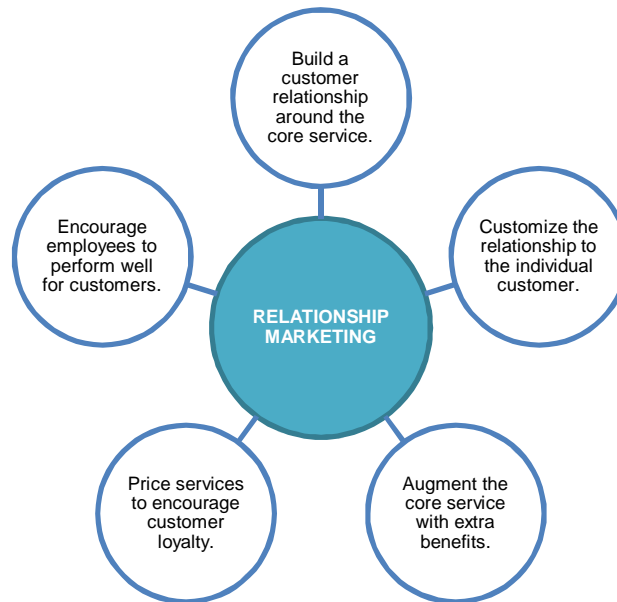 Build a
customer
relationship
around the
core service.
Encourage
employees to
perform well
for customers.
Customize the
relationship to
the individual
customer.
RELATIONSHIP
MARKETING
Price services
to encourage
customer
loyalty.
Augment the
core service
with extra
benefits.